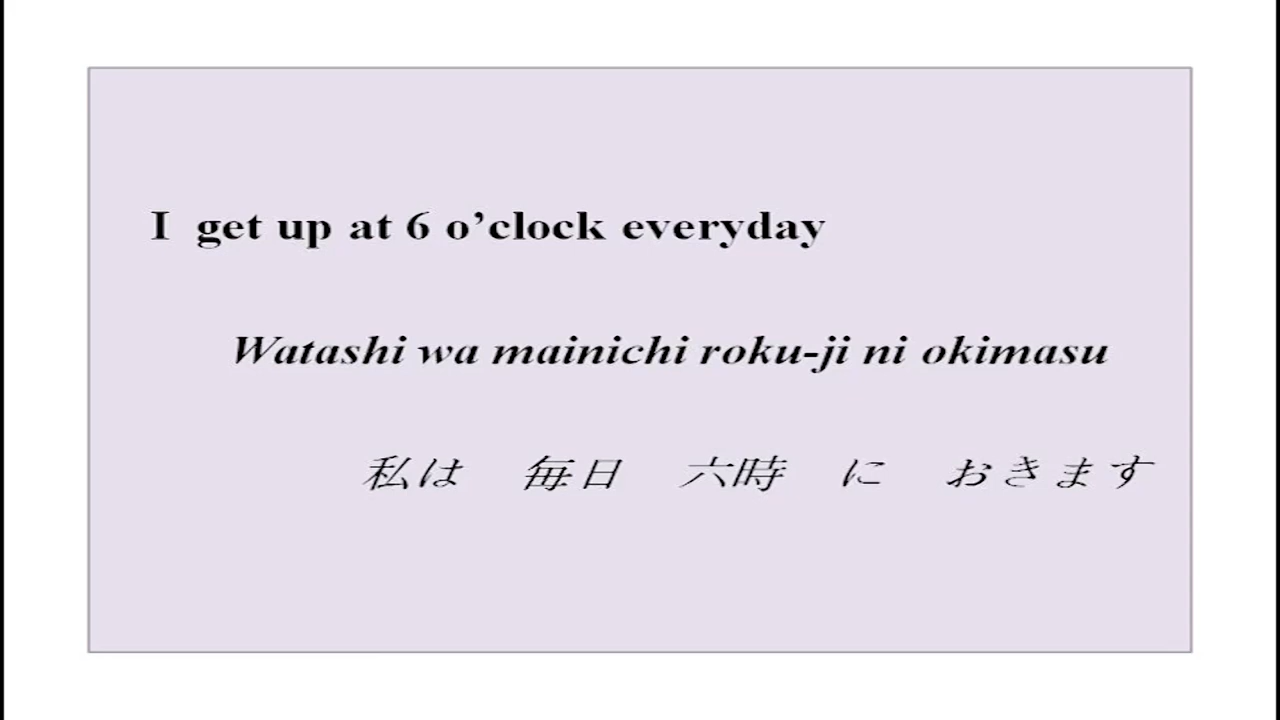 I get up at 6 o’clock everyday
Watashi wa mainichi roku-ji ni okimasu
私は 毎日 六時 に おきます